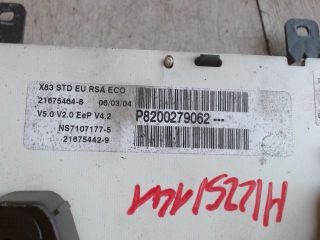 X83 STD EU RSA ECO
21675464-8 06/03/04
V5.0 V2.0 EeP V4.2
P8200279062---
NS7107177-5
21675442-9